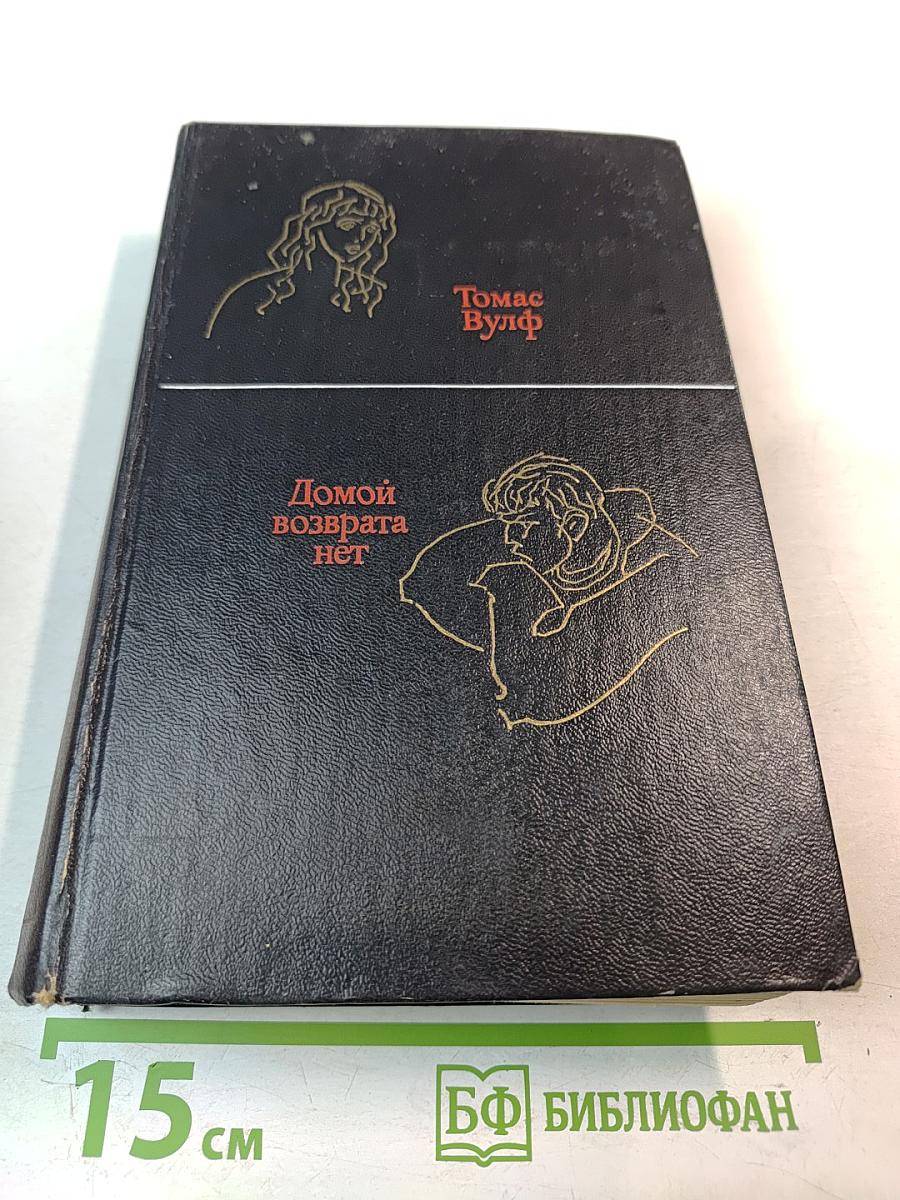 Томас
Вулф
Домой
возврата
нет
15 см
БФ БИБЛИОФАН